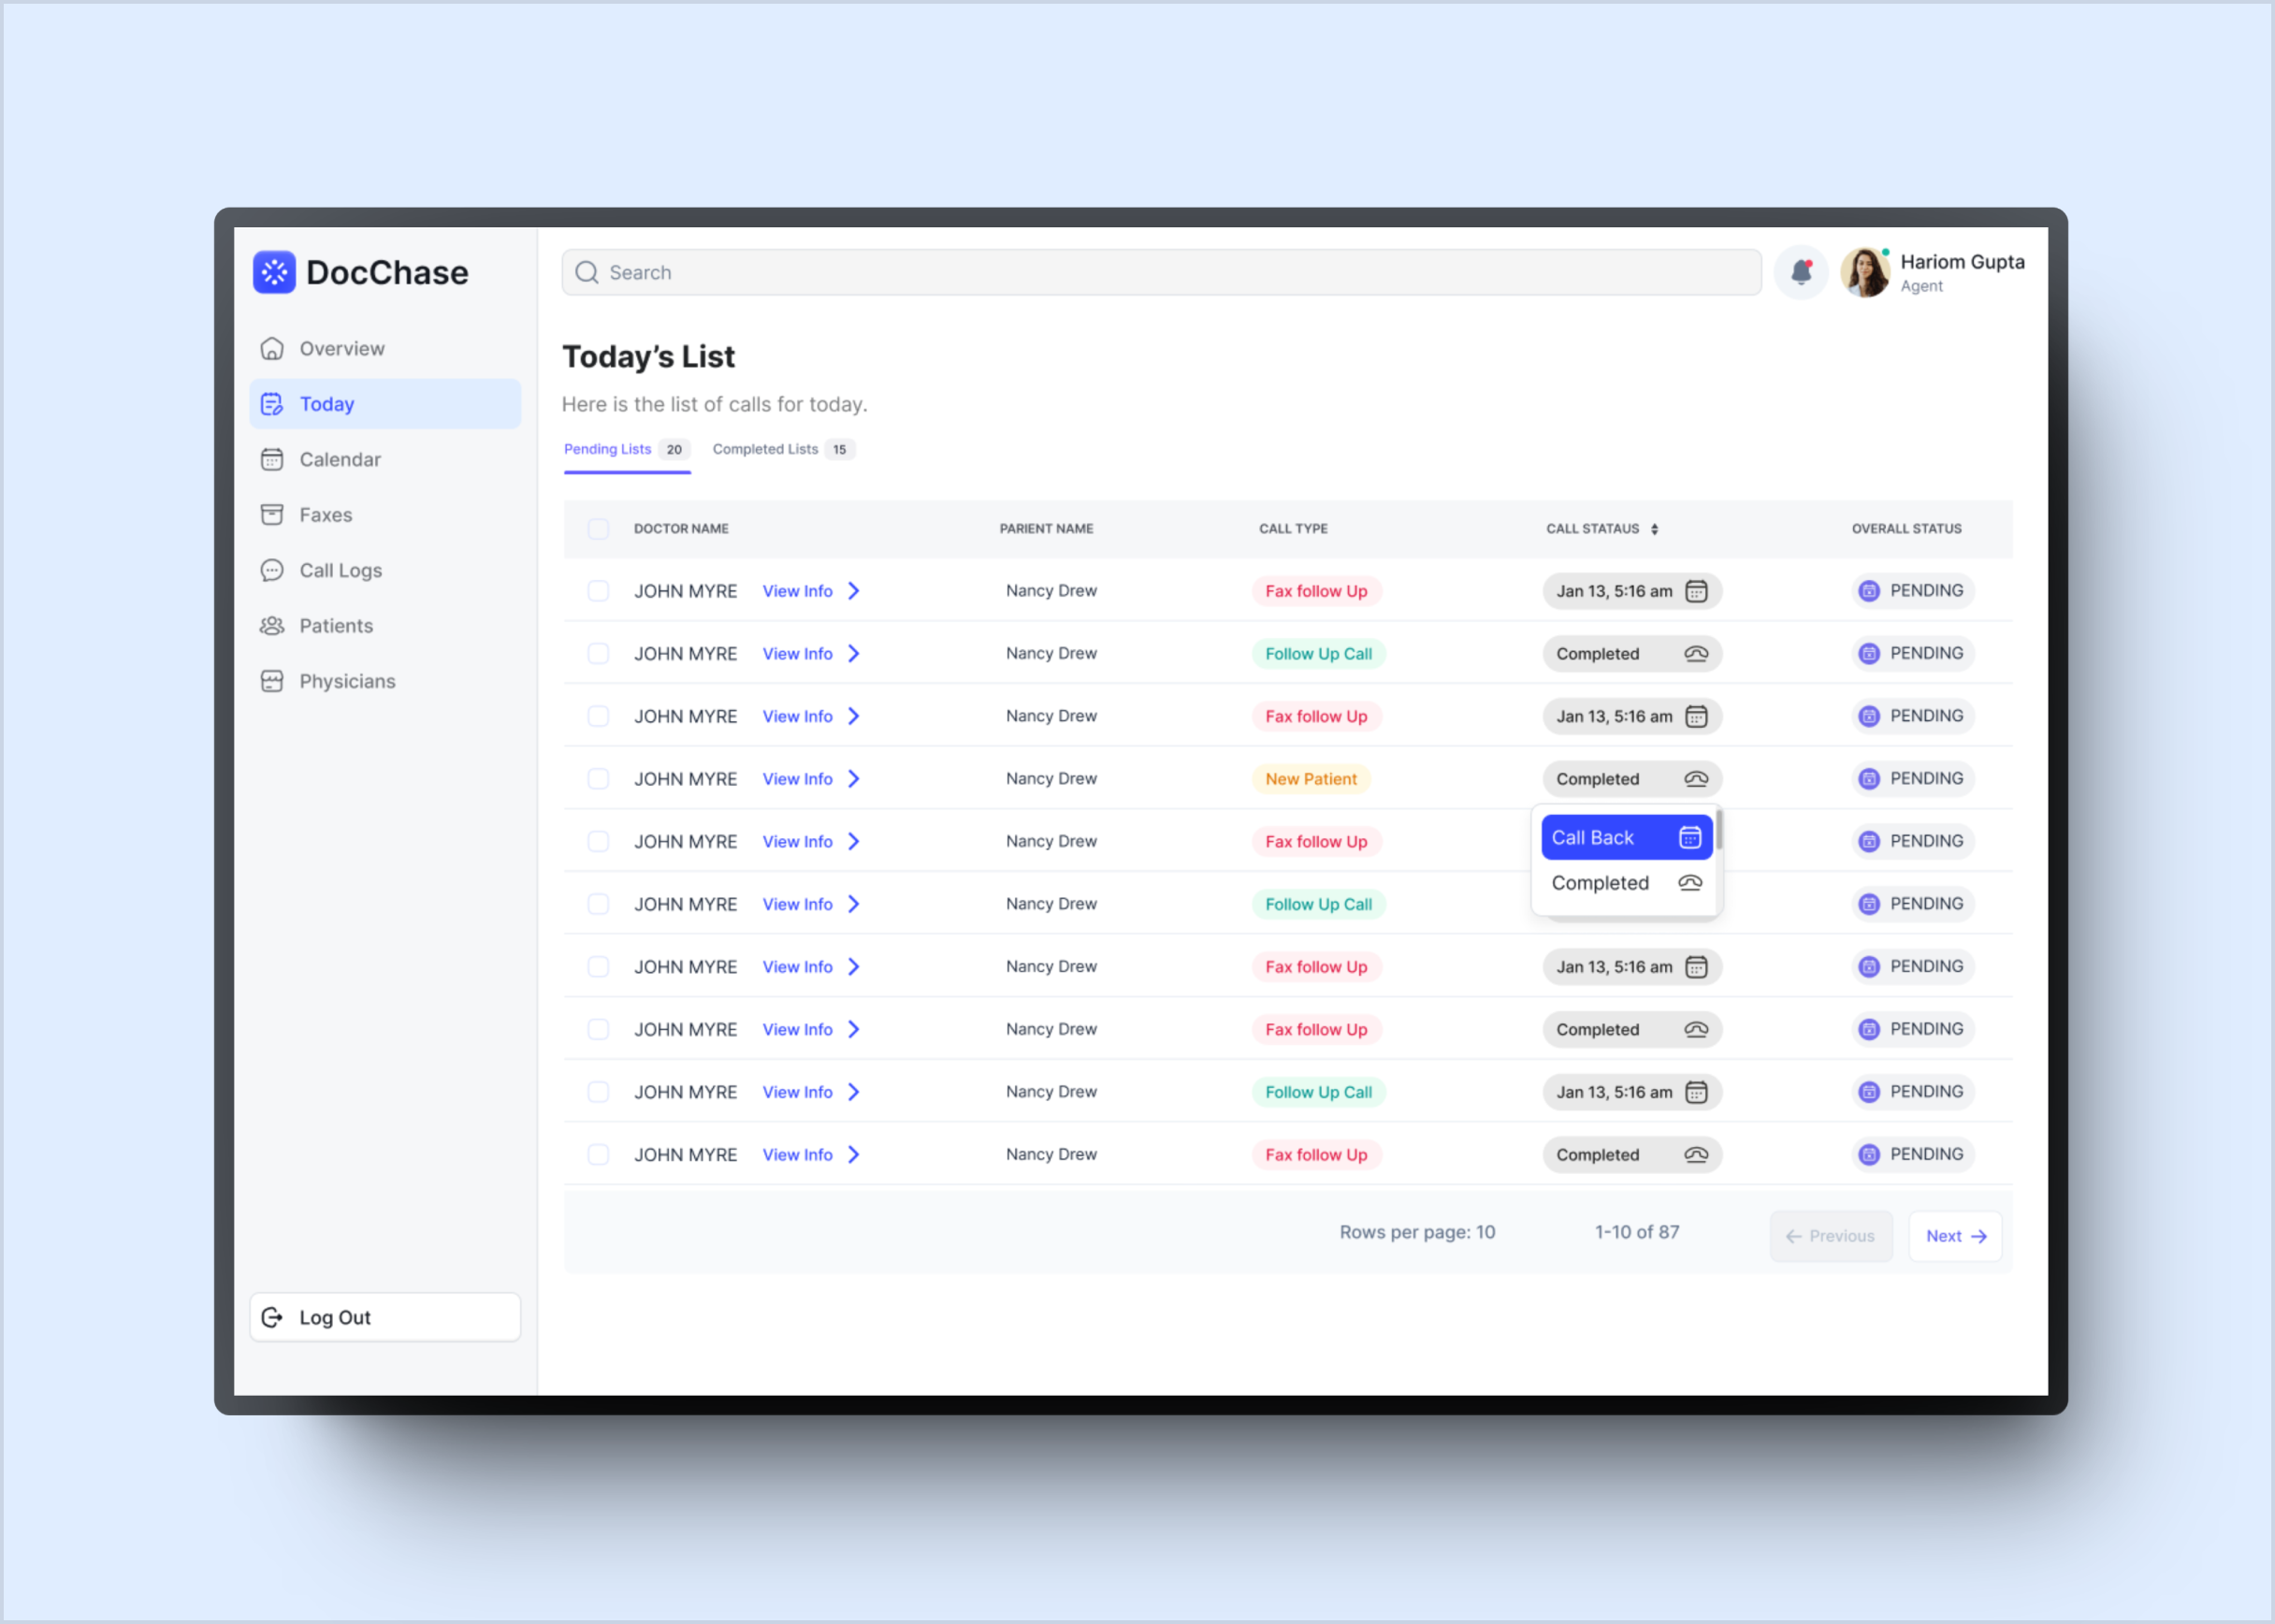 DocChase
Search
Hariom Gupta
Agent
Overview
Today
Calendar
Faxes
Call Logs
Patients
Physicians
Log Out
Today’s List
Here is the list of calls for today.
Pending Lists 20 Completed Lists 15
DOCTOR NAME PARIENT NAME CALL TYPE CALL STATAUS OVERALL STATUS
JOHN MYRE View Info Nancy Drew Fax follow Up Jan 13, 5:16 am PENDING
JOHN MYRE View Info Nancy Drew Follow Up Call Completed PENDING
JOHN MYRE View Info Nancy Drew Fax follow Up Jan 13, 5:16 am PENDING
JOHN MYRE View Info Nancy Drew New Patient Completed PENDING
JOHN MYRE View Info Nancy Drew Fax follow Up Call Back PENDING
JOHN MYRE View Info Nancy Drew Follow Up Call Completed PENDING
JOHN MYRE View Info Nancy Drew Fax follow Up Jan 13, 5:16 am PENDING
JOHN MYRE View Info Nancy Drew Fax follow Up Completed PENDING
JOHN MYRE View Info Nancy Drew Follow Up Call Jan 13, 5:16 am PENDING
JOHN MYRE View Info Nancy Drew Fax follow Up Completed PENDING
Rows per page: 10 1-10 of 87 Previous Next